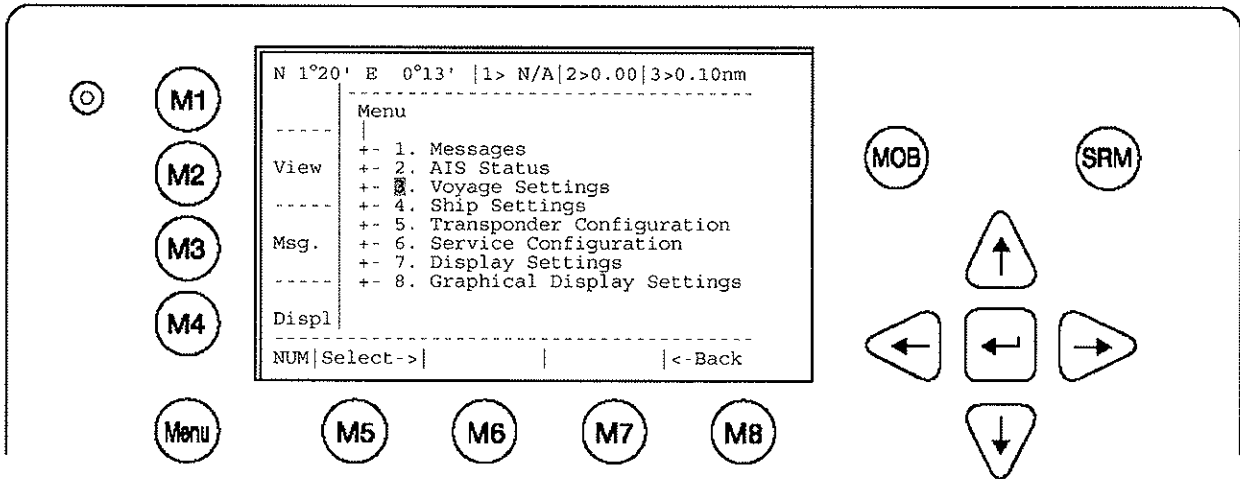 N 1°20' E 0°13' |1> N/A|2>0.00|3>0.10nm
Menu
+- 1. Messages
View +- 2. AIS Status
+- 3. Voyage Settings
+- 4. Ship Settings
+- 5. Transponder Configuration
Msg. +- 6. Service Configuration
+- 7. Display Settings
+- 8. Graphical Display Settings
Displ
NUM|Select->| | |<-Back
M1
M2
M3
M4
Menu
M5 M6 M7 M8
MOB SRM